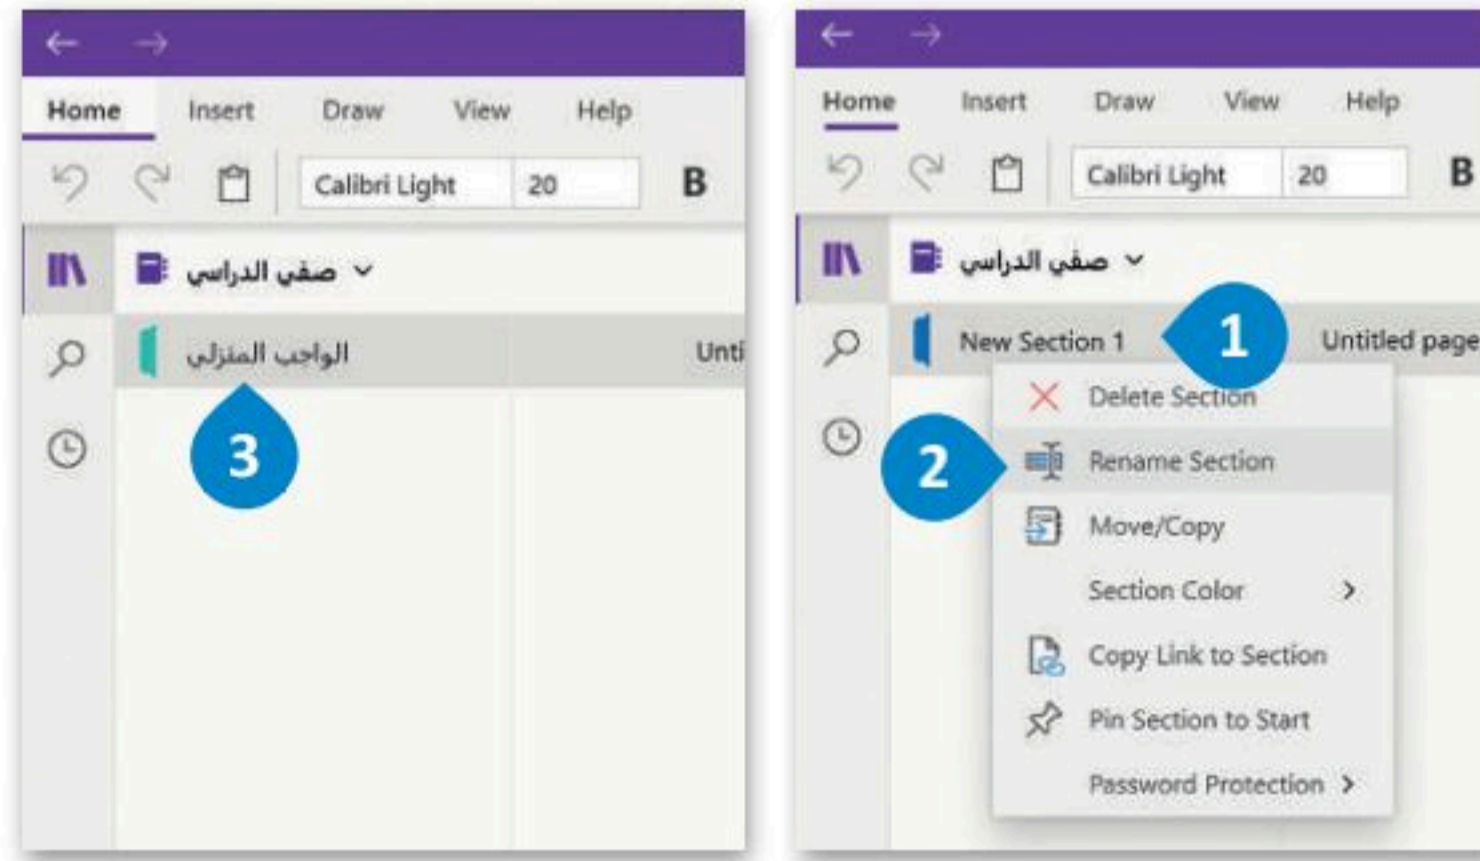 Home Insert Draw View Help
Calibri Light 20 B
صفي الدراسي
الواجب المنزلي Unti
3
Home Insert Draw View Help
Calibri Light 20 B
صفي الدراسي
New Section 1 1 Untitled page
Delete Section
2 Rename Section
Move/Copy
Section Color
Copy Link to Section
Pin Section to Start
Password Protection